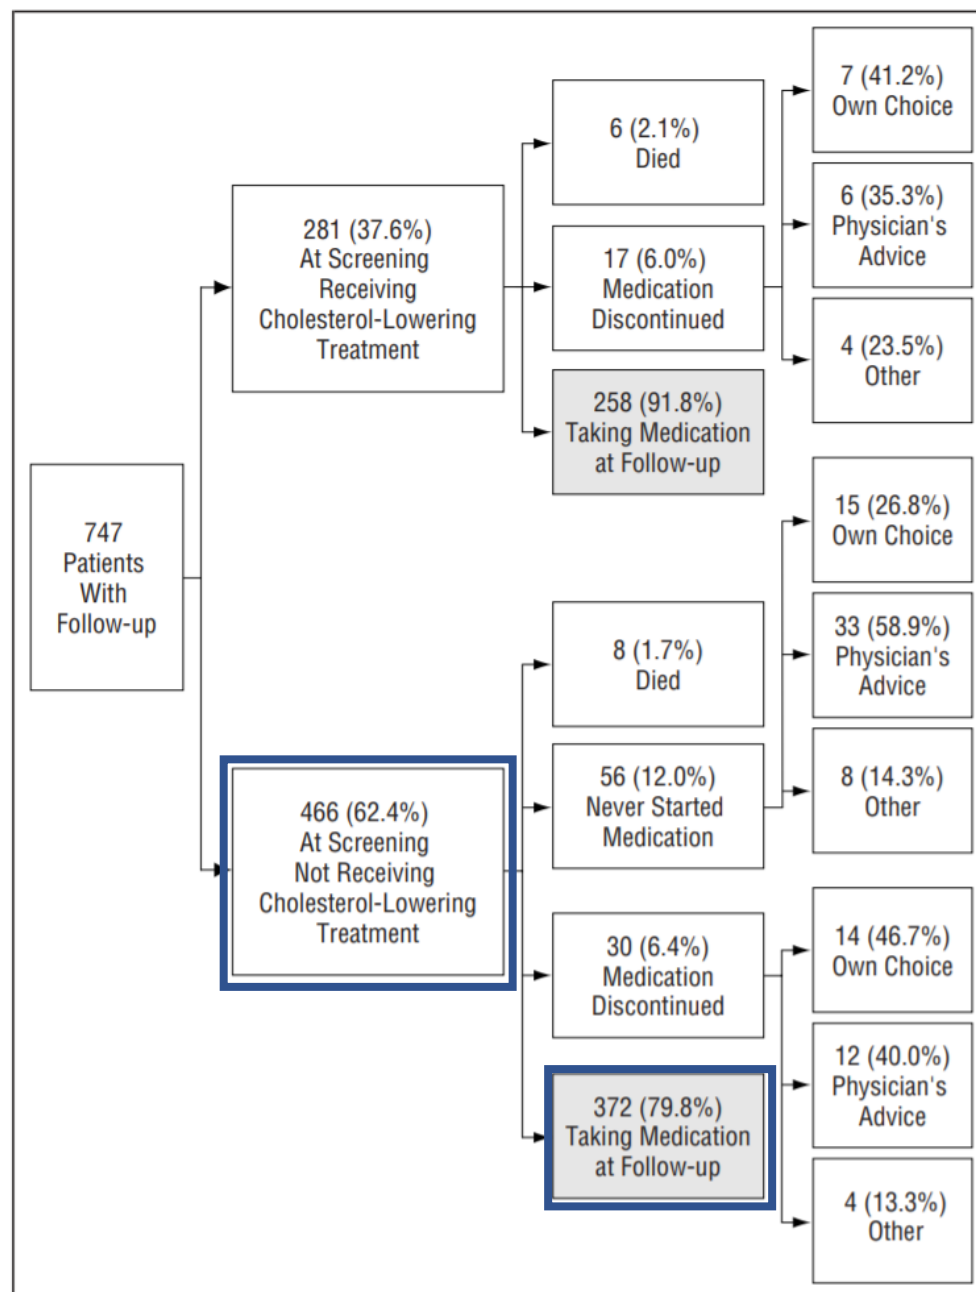 747
Patients
With
Follow-up
281 (37.6%)
At Screening
Receiving
Cholesterol-Lowering
Treatment
6 (2.1%)
Died
17 (6.0%)
Medication
Discontinued
7 (41.2%)
Own Choice
6 (35.3%)
Physician's
Advice
4 (23.5%)
Other
258 (91.8%)
Taking Medication
at Follow-up
466 (62.4%)
At Screening
Not Receiving
Cholesterol-Lowering
Treatment
8 (1.7%)
Died
56 (12.0%)
Never Started
Medication
15 (26.8%)
Own Choice
33 (58.9%)
Physician's
Advice
8 (14.3%)
Other
30 (6.4%)
Medication
Discontinued
14 (46.7%)
Own Choice
12 (40.0%)
Physician's
Advice
4 (13.3%)
Other
372 (79.8%)
Taking Medication
at Follow-up